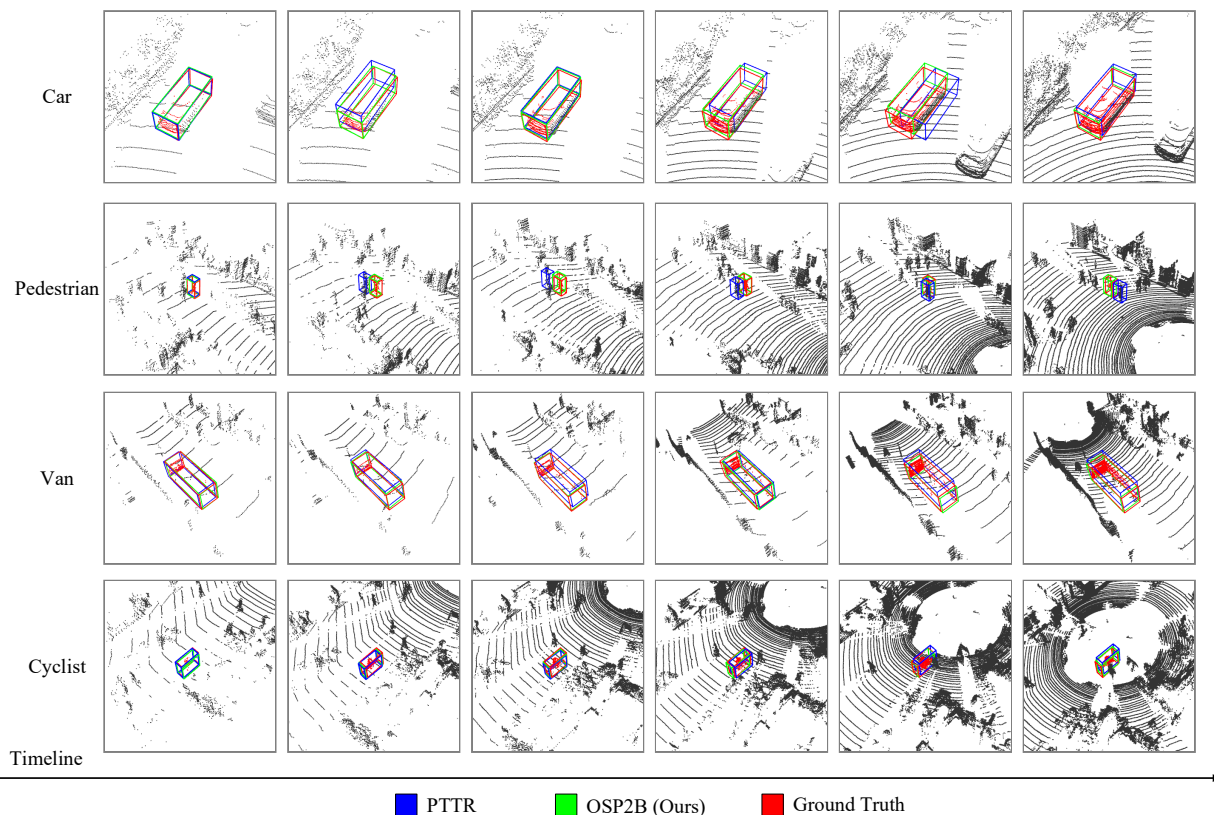 Car
Pedestrian
Van
Cyclist
Timeline
PTTR OSP2B (Ours) Ground Truth